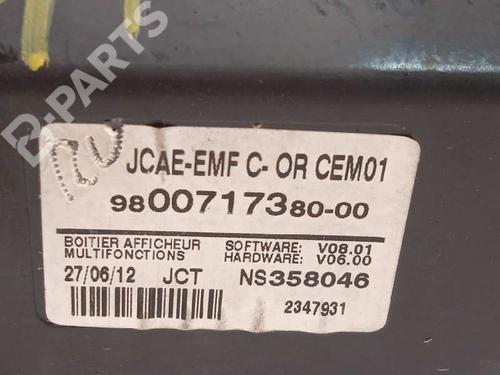 B-PARTS
JCAE-EMF C- OR CEM01
9800717380-00
BOITIER AFFICHEUR SOFTWARE: V08.01
MULTIFONCTIONS HARDWARE: V06.00
27/06/12 JCT NS358046
2347931